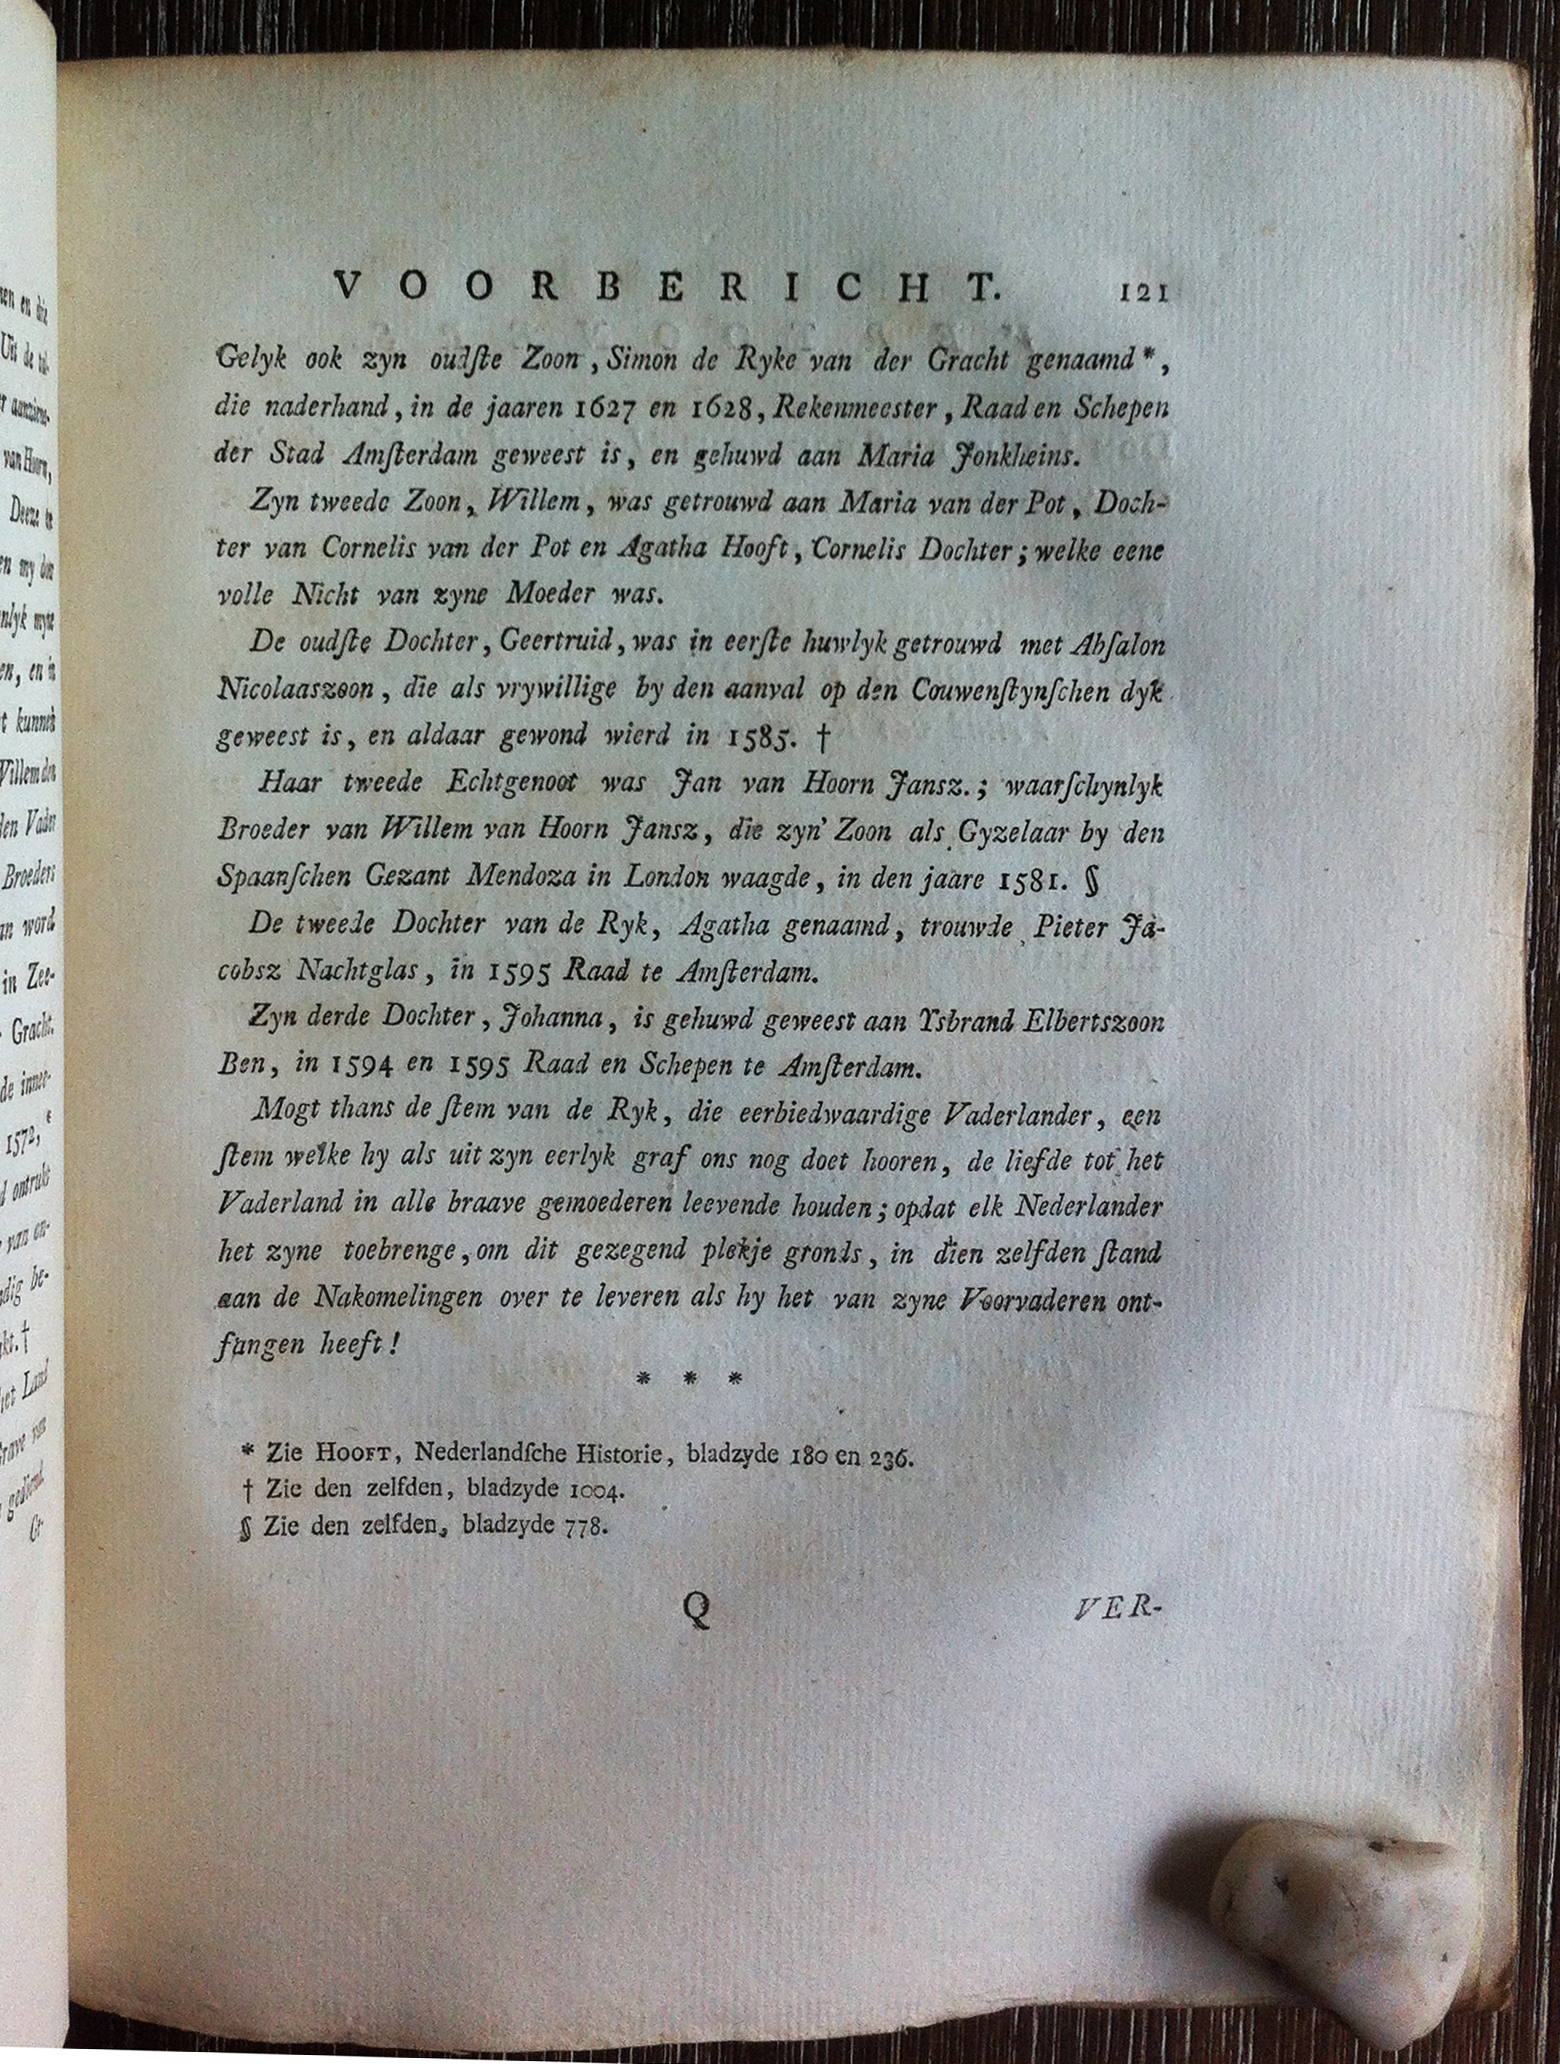 VOORBERICHT. 121
Gelyk ook zyn oudſte Zoon, Simon de Ryke van der Gracht genaamd*,
die naderhand, in de jaaren 1627 en 1628, Rekenmeester, Raad en Schepen
der Stad Amſterdam geweest is, en gehuwd aan Maria Jonkheins.
Zyn tweede Zoon, Willem, was getrouwd aan Maria van der Pot, Doch-
ter van Cornelis van der Pot en Agatha Hooft, Cornelis Dochter; welke eene
volle Nicht van zyne Moeder was.
De oudſte Dochter, Geertruid, was in eerſte huwlyk getrouwd met Abſalon
Nicolaaszoon, die als vrywillige by den aanval op den Couwenſtynſchen dyk
geweest is, en aldaar gewond wierd in 1585. †
Haar tweede Echtgenoot was Jan van Hoorn Jansz.; waarſchynlyk
Broeder van Willem van Hoorn Jansz, die zyn' Zoon als Gyzelaar by den
Spaanſchen Gezant Mendoza in London waagde, in den jaare 1581. §
De tweede Dochter van de Ryk, Agatha genaamd, trouwde Pieter Ja-
cobsz Nachtglas, in 1595 Raad te Amſterdam.
Zyn derde Dochter, Johanna, is gehuwd geweest aan Ysbrand Elbertszoon
Ben, in 1594 en 1595 Raad en Schepen te Amſterdam.
Mogt thans de ſtem van de Ryk, die eerbiedwaardige Vaderlander, een
ſtem welke hy als uit zyn eerlyk graf ons nog doet hooren, de liefde tot het
Vaderland in alle braave gemoederen leevende houden; opdat elk Nederlander
het zyne toebrenge, om dit gezegend plekje gronds, in dien zelfden ſtand
aan de Nakomelingen over te leveren als hy het van zyne Voorvaderen ont-
fangen heeft!
* * *
* Zie HOOFT, Nederlandſche Historie, bladzyde 180 en 236.
† Zie den zelfden, bladzyde 1004.
§ Zie den zelfden, bladzyde 778.
Q VER-